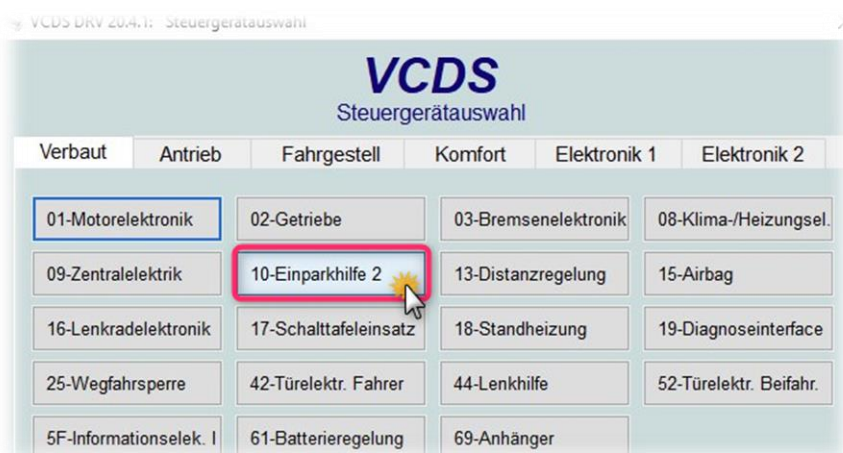 VCDS DRV 20.4.1: Steuergerätauswahl
VCDS
Steuergerätauswahl
Verbaut Antrieb Fahrgestell Komfort Elektronik 1 Elektronik 2
01-Motorelektronik 02-Getriebe 03-Bremsenelektronik 08-Klima-/Heizungsel.
09-Zentralelektrik 10-Einparkhilfe 2 13-Distanzregelung 15-Airbag
16-Lenkradelektronik 17-Schalttafeleinsatz 18-Standheizung 19-Diagnoseinterface
25-Wegfahrsperre 42-Türelektr. Fahrer 44-Lenkhilfe 52-Türelektr. Beifahr.
5F-Informationselek. I 61-Batterieregelung 69-Anhänger